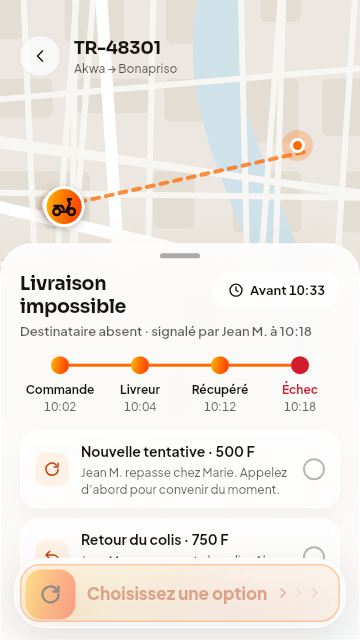 TR-48301
Akwa → Bonapriso
Livraison
impossible
Avant 10:33
Destinataire absent · signalé par Jean M. à 10:18
Commande Livreur Récupéré Échec
10:02 10:04 10:12 10:18
Nouvelle tentative · 500 F
Jean M. repasse chez Marie. Appelez
d'abord pour convenir du moment.
Retour du colis · 750 F
Choisissez une option